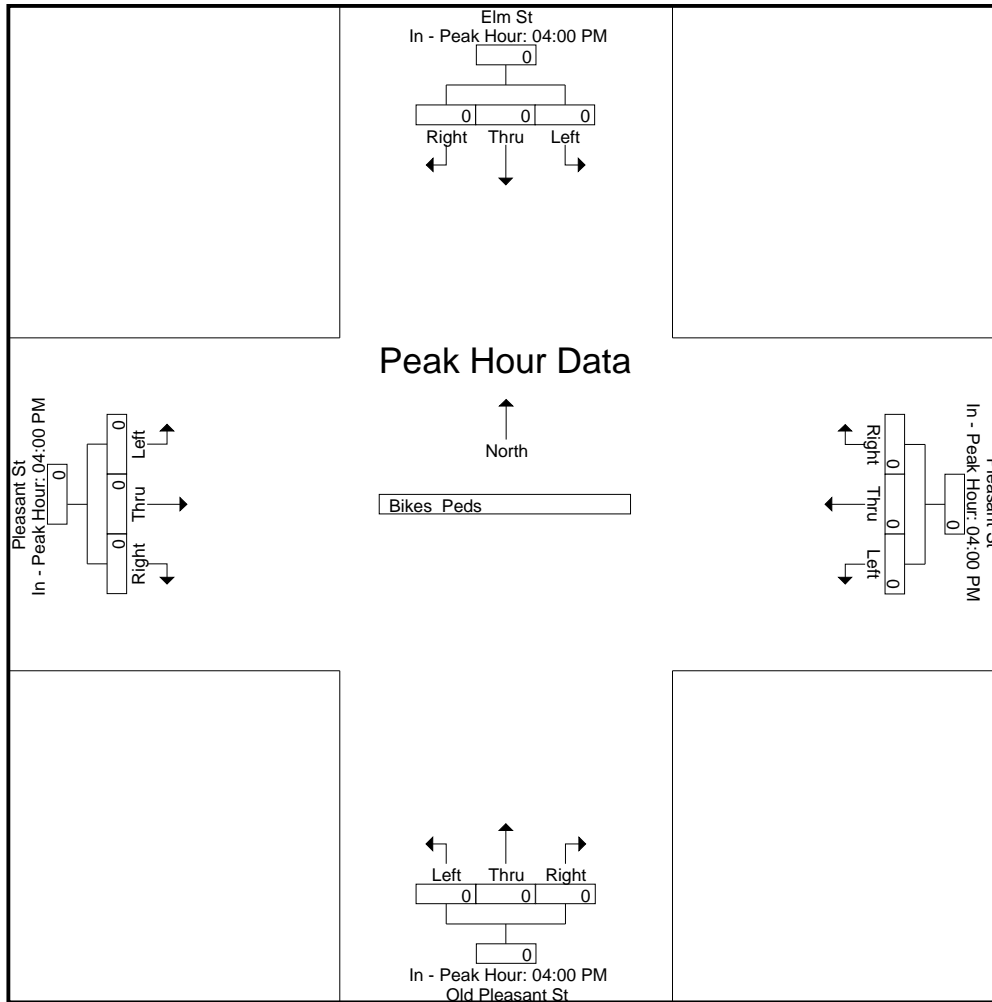 Elm St
In - Peak Hour: 04:00 PM
0
0 0 0
Right Thru Left
Peak Hour Data
North
Bikes Peds
Pleasant St
In - Peak Hour: 04:00 PM
0
0 0 0
Left Thru Right
Pleasant St
In - Peak Hour: 04:00 PM
0
0 0 0
Right Thru Left
Left Thru Right
0 0 0
0
In - Peak Hour: 04:00 PM
Old Pleasant St